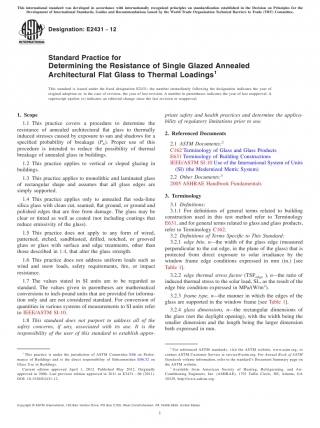 This international standard was developed in accordance with internationally recognized principles on standardization established in the Decision on Principles for the
Development of International Standards, Guides and Recommendations issued by the World Trade Organization Technical Barriers to Trade (TBT) Committee.
INTERNATIONAL
Designation: E2431 - 12
Standard Practice for
Determining the Resistance of Single Glazed Annealed
Architectural Flat Glass to Thermal Loadings1
This standard is issued under the fixed designation E2431; the number immediately following the designation indicates the year of
original adoption or, in the case of revision, the year of last revision. A number in parentheses indicates the year of last reapproval. A
superscript epsilon (ε) indicates an editorial change since the last revision or reapproval.
1. Scope
1.1 This practice covers a procedure to determine the
resistance of annealed architectural flat glass to thermally
induced stresses caused by exposure to sun and shadows for a
specified probability of breakage (Pb). Proper use of this
procedure is intended to reduce the possibility of thermal
breakage of annealed glass in buildings.
1.2 This practice applies to vertical or sloped glazing in
buildings.
1.3 This practice applies to monolithic and laminated glass
of rectangular shape and assumes that all glass edges are
simply supported.
1.4 This practice applies only to annealed flat soda-lime
silica glass with clean cut, seamed, flat ground, or ground and
polished edges that are free from damage. The glass may be
clear or tinted as well as coated (not including coatings that
reduce emissivity of the glass).
1.5 This practice does not apply to any form of wired,
patterned, etched, sandblasted, drilled, notched, or grooved
glass or glass with surface and edge treatments, other than
those described in 1.4, that alter the glass strength.
1.6 This practice does not address uniform loads such as
wind and snow loads, safety requirements, fire, or impact
resistance.
1.7 The values stated in SI units are to be regarded as
standard. The values given in parentheses are mathematical
conversions to inch-pound units that are provided for informa-
tion only and are not considered standard. For conversion of
quantities in various systems of measurements to SI units refer
to IEEE/ASTM SI-10.
1.8 This standard does not purport to address all of the
safety concerns, if any, associated with its use. It is the
responsibility of the user of this standard to establish appro-
priate safety and health practices and determine the applica-
bility of regulatory limitations prior to use.
2. Referenced Documents
2.1 ASTM Standards:2
C162 Terminology of Glass and Glass Products
E631 Terminology of Building Constructions
IEEE/ASTM SI-10 Use of the International System of Units
(SI) (the Modernized Metric System)
2.2 Other Documents:3
2005 ASHRAE Handbook Fundamentals
3. Terminology
3.1 Definitions:
3.1.1 For definitions of general terms related to building
construction used in this test method refer to Terminology
E631, and for general terms related to glass and glass products,
refer to Terminology C162.
3.2 Definitions of Terms Specific to This Standard:
3.2.1 edge bite, n—the width of the glass edge (measured
perpendicular to the cut edge, in the plane of the glass) that is
protected from direct exposure to solar irradiance by the
window frame edge conditions expressed in mm (in.) (see
Table 1).
3.2.2 edge thermal stress factor (TSFedge), n—the ratio of
induced thermal stress to the solar load, SL, as the result of the
edge bite condition expressed in MPa/W/m2).
3.2.3 frame type, n—the manner in which the edges of the
glass are supported in the window frame (see Table 1).
3.2.4 glass dimensions, n—the rectangular dimensions of
the glass (not the daylight opening), with the width being the
smaller dimension and the length being the larger dimension
both expressed in mm.
1 This practice is under the jurisdiction of ASTM Committee E06 on Perfor-
mance of Buildings and is the direct responsibility of Subcommittee E06.52 on
Glass Use in Buildings.
Current edition approved April 1, 2012. Published May 2012. Originally
approved in 2006. Last previous edition approved in 2011 as E2431 – 06 (2011).
DOI: 10.1520/E2431-12.
2 For referenced ASTM standards, visit the ASTM website, www.astm.org, or
contact ASTM Customer Service at service@astm.org. For Annual Book of ASTM
Standards volume information, refer to the standard's Document Summary page on
the ASTM website.
3 Available from American Society of Heating, Refrigerating, and Air-
Conditioning Engineers, Inc. (ASHRAE), 1791 Tullie Circle, NE, Atlanta, GA
30329, http://www.ashrae.org.
Copyright © ASTM International, 100 Barr Harbor Drive, PO Box C700, West Conshohocken, PA 19428-2959. United States
1